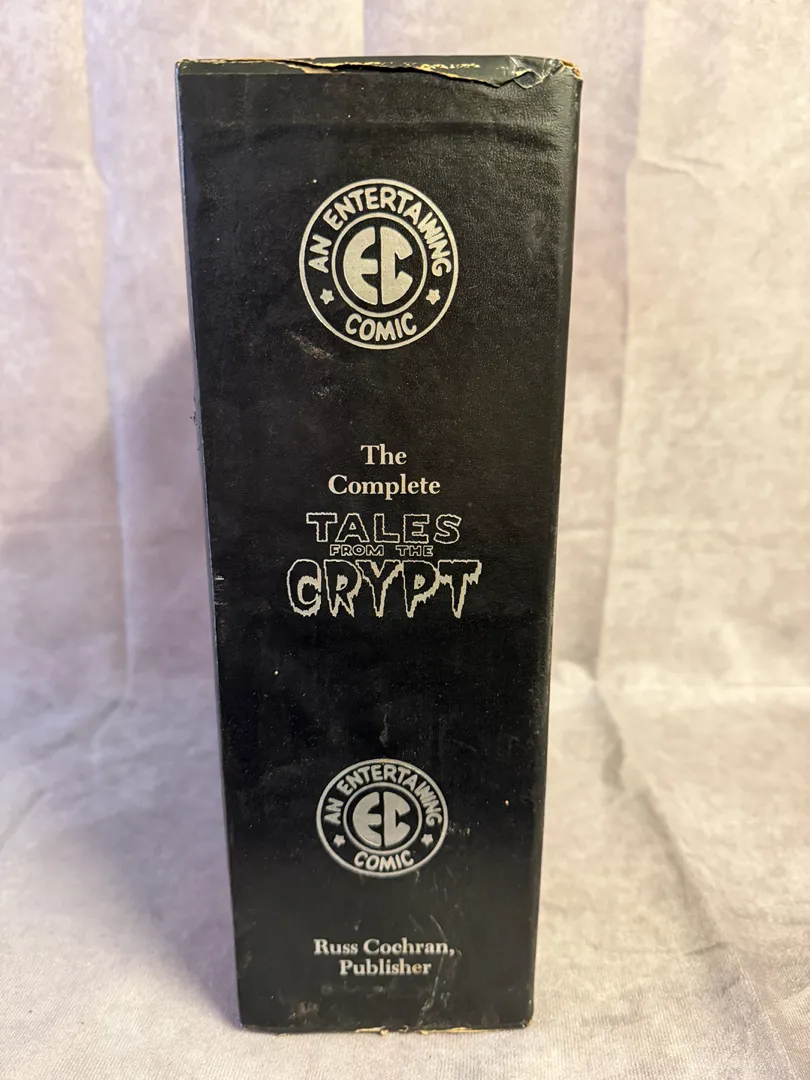 AN ENTERTAINING
EC
COMIC
The
Complete
TALES
FROM THE
CRYPT
AN ENTERTAINING
EC
COMIC
Russ Cochran,
Publisher